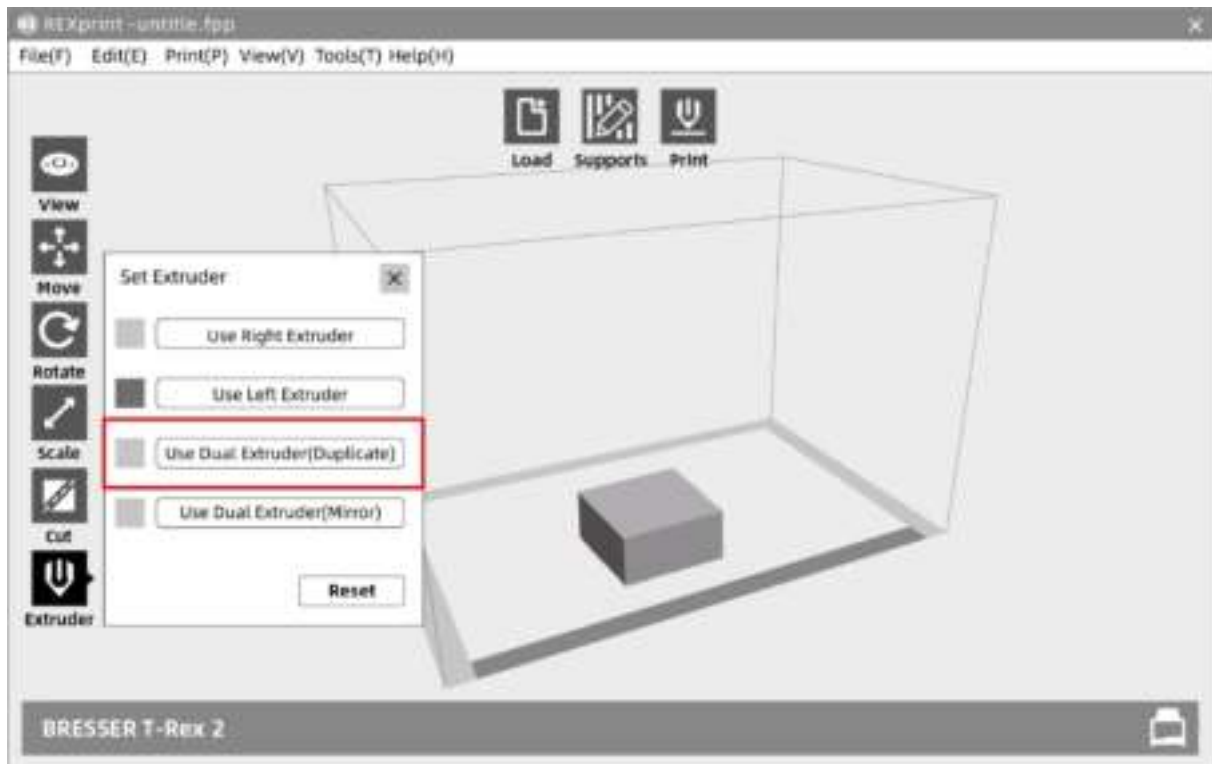 REXprint -untitle.fpp
File(F) Edit(E) Print(P) View(V) Tools(T) Help(H)
Load Supports Print
View
Move
Rotate
Scale
Cut
Extruder
Set Extruder
Use Right Extruder
Use Left Extruder
Use Dual Extruder(Duplicate)
Use Dual Extruder(Mirror)
Reset
BRESSER T-Rex 2